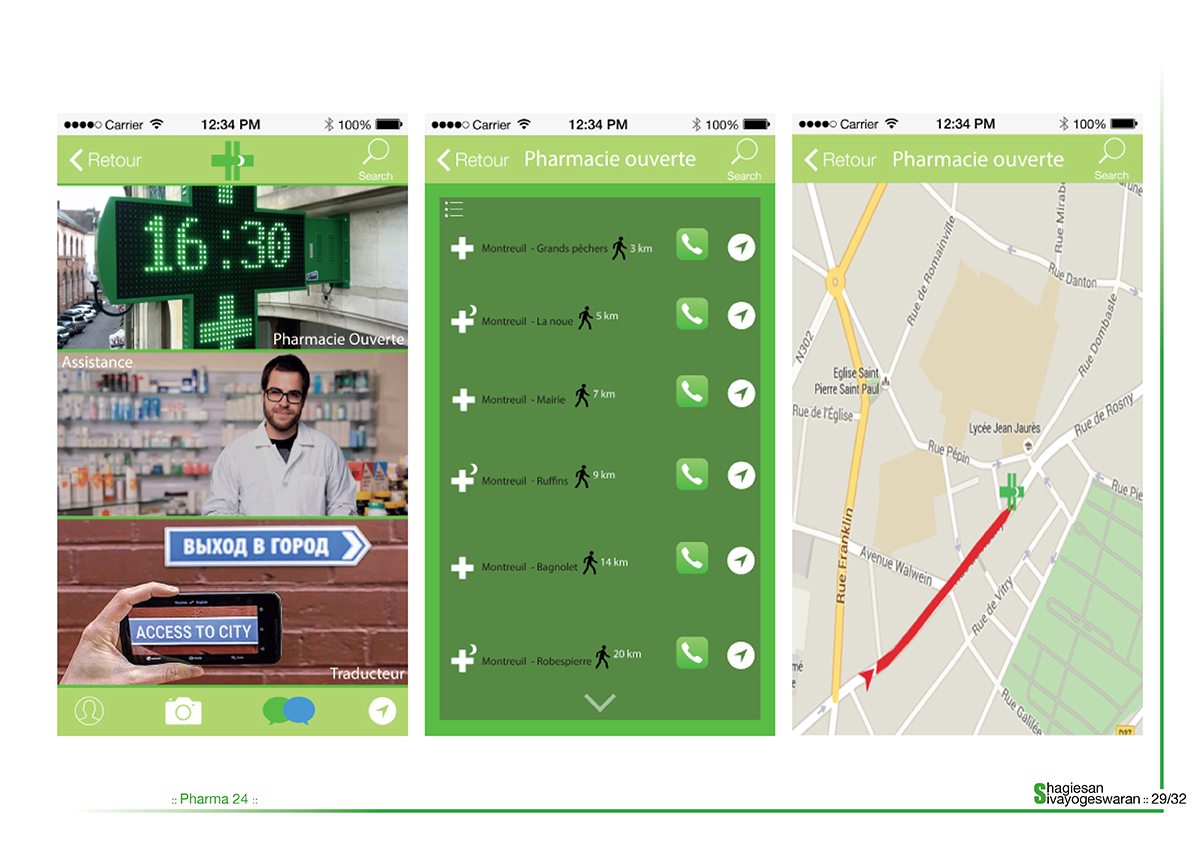 Carrier 12:34 PM 100%
Retour
Search
16:30
Pharmacie Ouverte
Assistance
ВЫХОД В ГОРОД
ACCESS TO CITY
Traducteur
Carrier 12:34 PM 100%
Retour Pharmacie ouverte
Search
Montreuil - Grands pêchers 3 km
Montreuil - La noue 5 km
Montreuil - Mairie 7 km
Montreuil - Ruffins 9 km
Montreuil - Bagnolet 14 km
Montreuil - Robespierre 20 km
Carrier 12:34 PM 100%
Retour Pharmacie ouverte
Search
Rue Mirab
Rue de Romainville
Rue Danton
Rue Dombasle
N302
Eglise Saint
Pierre Saint Paul
Rue de l'Église
Lycée Jean Jaurès
Rue de Rosny
Rue Pépin
Rue Pie
Rue Franklin
Avenue Walwein
Rue de Vitry
Rue Galilée
:: Pharma 24 ::
Shagiesan
Sivayogeswaran :: 29/32